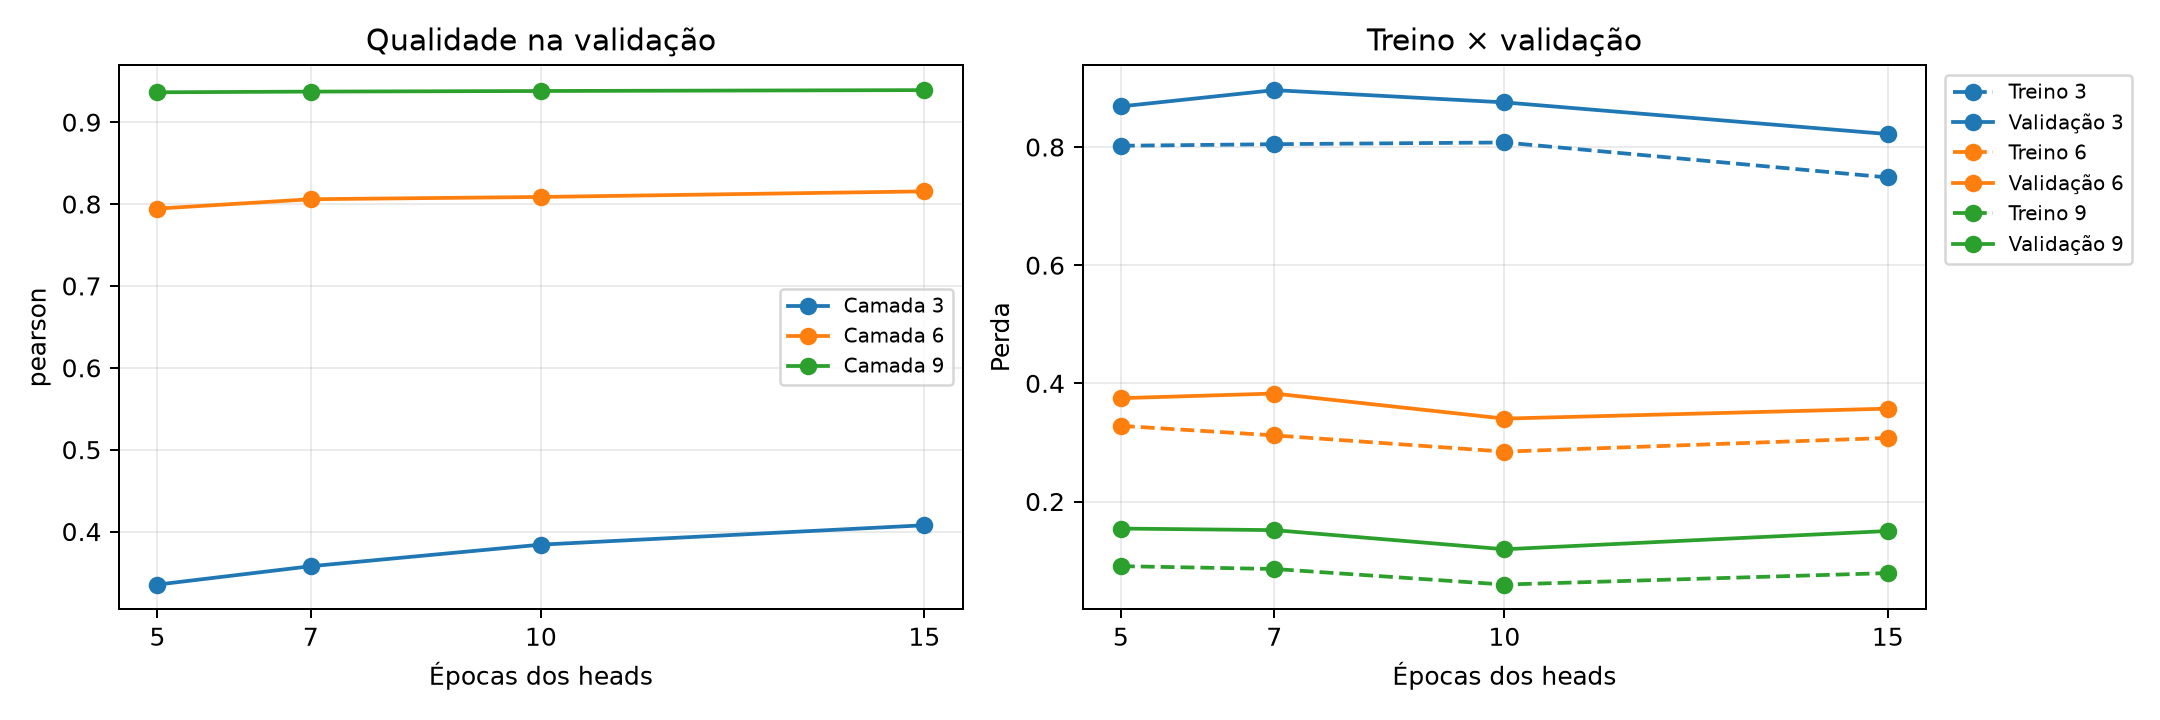 Qualidade na validação
pearson
0.9
0.8
0.7
0.6
0.5
0.4
Camada 3
Camada 6
Camada 9
5 7 10 15
Épocas dos heads
Treino × validação
Perda
0.8
0.6
0.4
0.2
5 7 10 15
Épocas dos heads
Treino 3
Validação 3
Treino 6
Validação 6
Treino 9
Validação 9